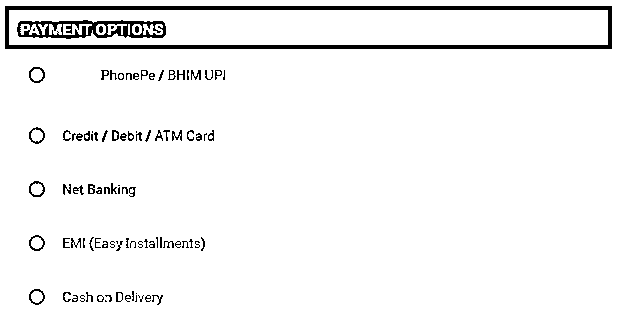 PAYMENT OPTIONS
PhonePe / BHIM UPI
Credit / Debit / ATM Card
Net Banking
EMI (Easy Installments)
Cash on Delivery